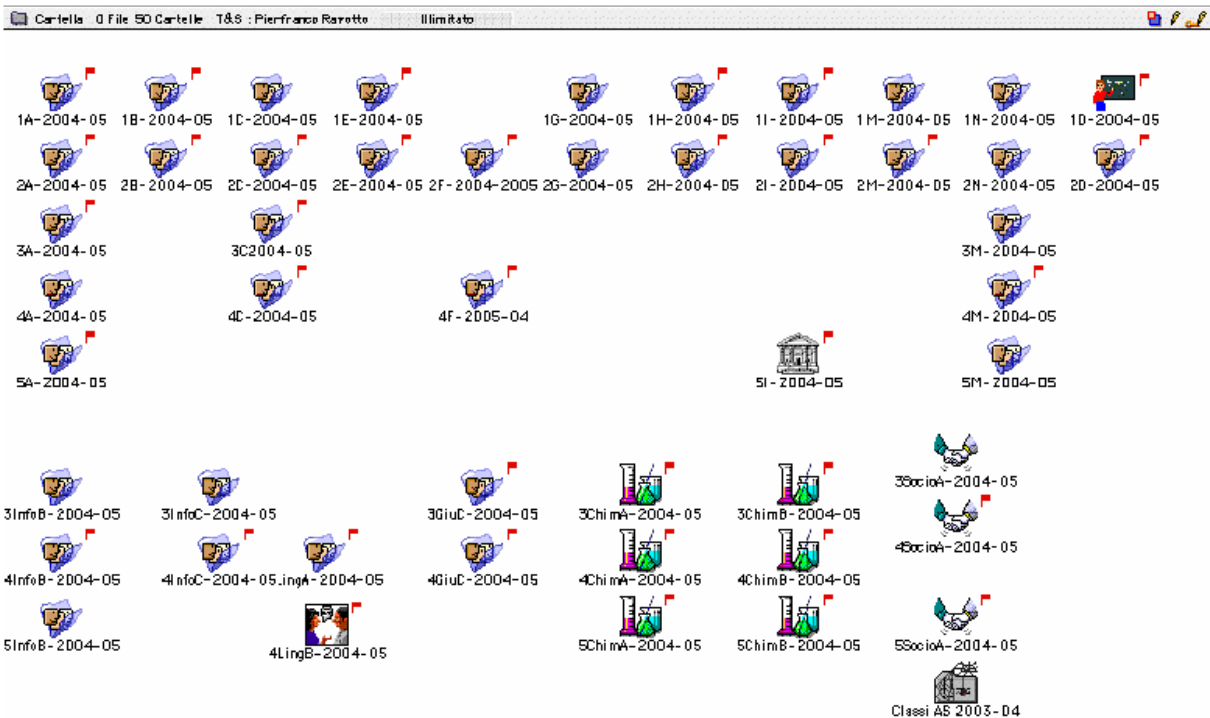 Cartella 0 File 50 Cartelle T&S : Pierfranco Ravotto Illimitato
1A-2004-05 1B-2004-05 1C-2004-05 1E-2004-05 1G-2004-05 1H-2004-05 1I-2004-05 1M-2004-05 1N-2004-05 1D-2004-05
2A-2004-05 2B-2004-05 2C-2004-05 2E-2004-05 2F-2004-2005 2G-2004-05 2H-2004-05 2I-2004-05 2M-2004-05 2N-2004-05 2D-2004-05
3A-2004-05 3C2004-05 3M-2004-05
4A-2004-05 4C-2004-05 4F-2005-04 4M-2004-05
5A-2004-05 5I-2004-05 5M-2004-05
3SocioA-2004-05
3InfoB-2004-05 3InfoC-2004-05 3GiuC-2004-05 3ChimA-2004-05 3ChimB-2004-05
4SocioA-2004-05
4InfoB-2004-05 4InfoC-2004-05 .ingA-2004-05 4GiuC-2004-05 4ChimA-2004-05 4ChimB-2004-05
5InfoB-2004-05 4LingB-2004-05 5ChimA-2004-05 5ChimB-2004-05 5SocioA-2004-05
Classi AS 2003-04